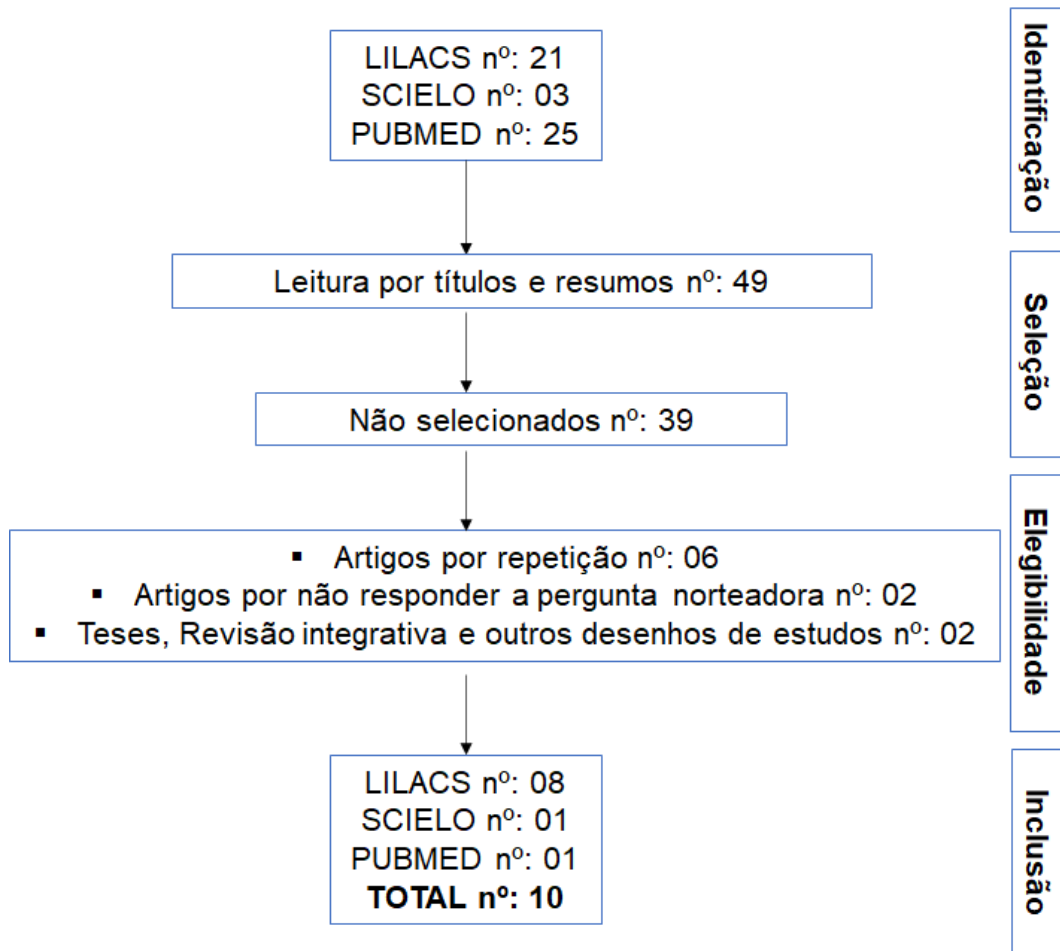 LILACS nº: 21
SCIELO nº: 03
PUBMED nº: 25
Identificação
Leitura por títulos e resumos nº: 49
Seleção
Não selecionados nº: 39
▪ Artigos por repetição nº: 06
▪ Artigos por não responder a pergunta norteadora nº: 02
▪ Teses, Revisão integrativa e outros desenhos de estudos nº: 02
Elegibilidade
LILACS nº: 08
SCIELO nº: 01
PUBMED nº: 01
TOTAL nº: 10
Inclusão